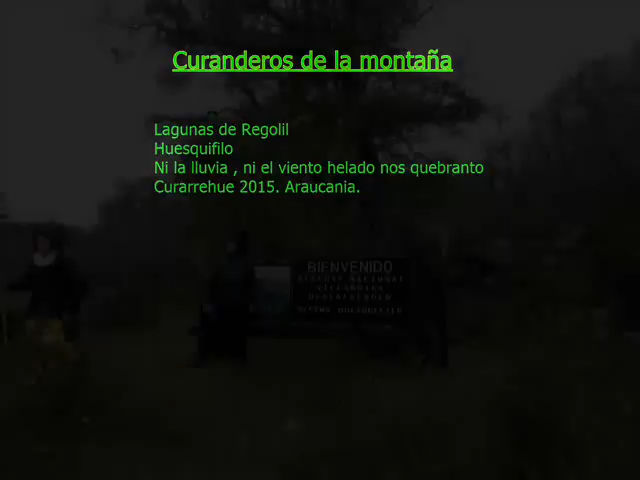 Curanderos de la montaña
Lagunas de Regolil
Huesquifilo
Ni la lluvia , ni el viento helado nos quebranto
Curarrehue 2015. Araucania.
BIENVENIDO